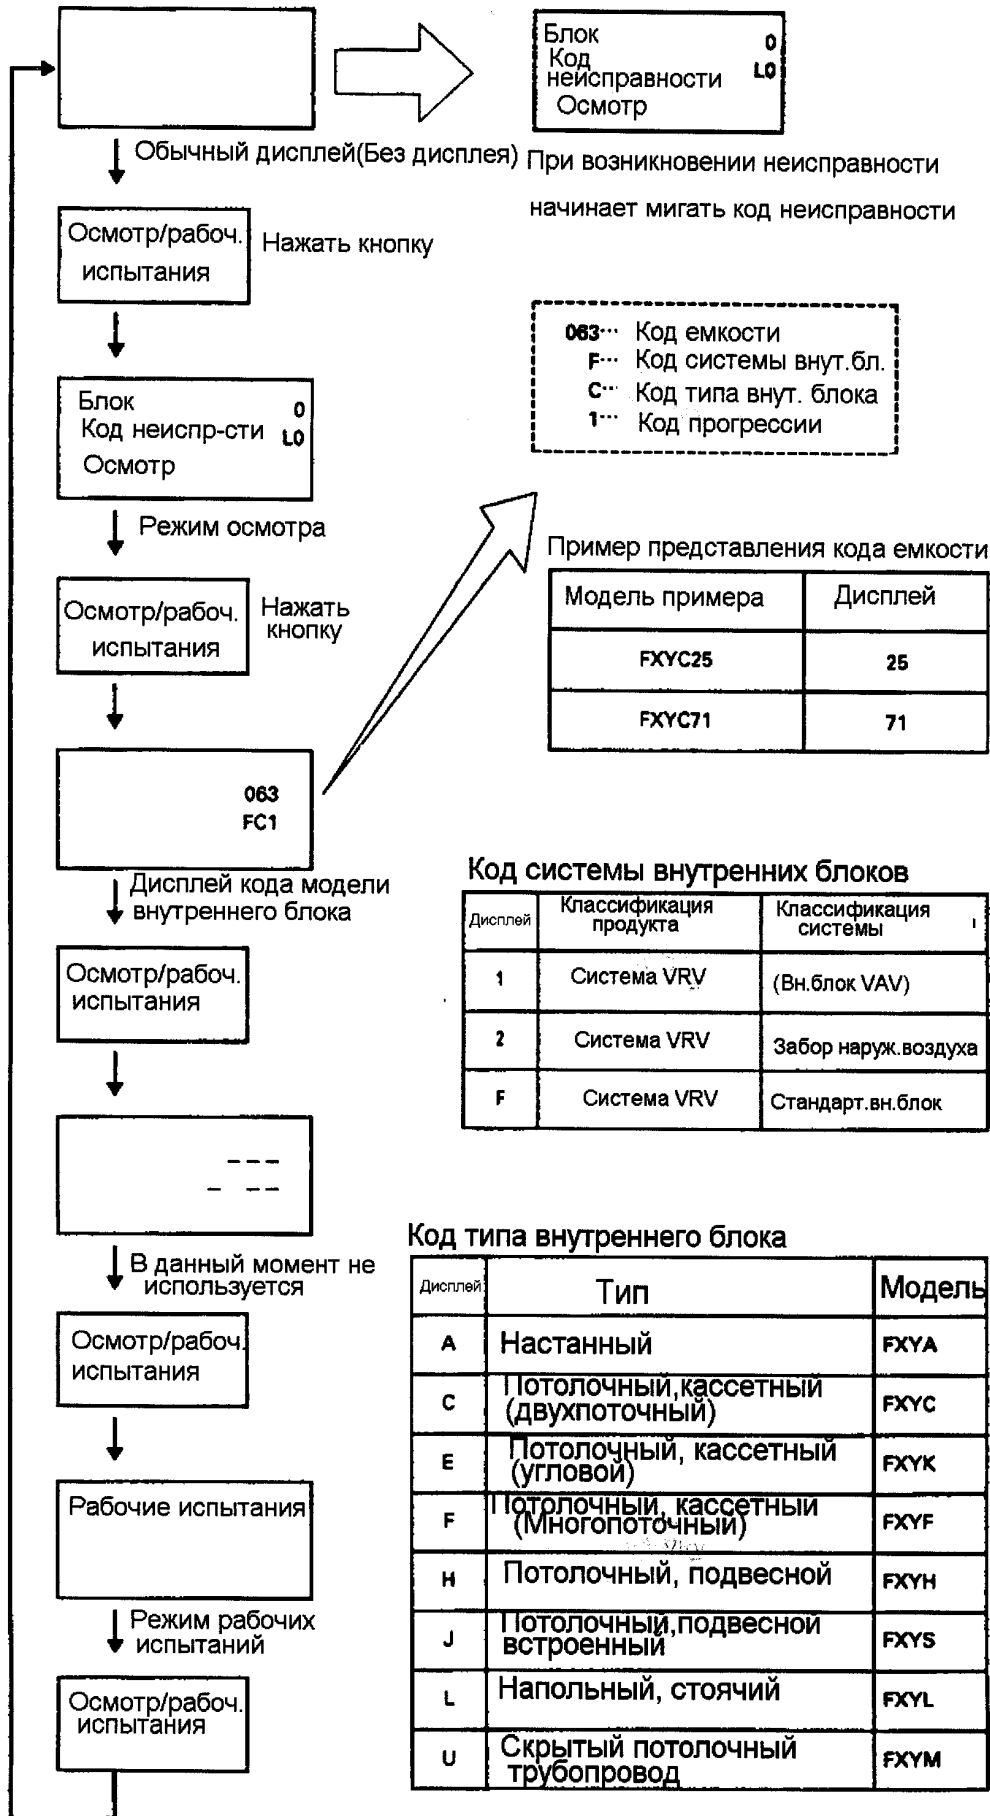 Блок 0
Код
неисправности L0
Осмотр
Обычный дисплей(Без дисплея)
При возникновении неисправности
начинает мигать код неисправности
Осмотр/рабоч.
испытания
Нажать кнопку
063... Код емкости
F... Код системы внут.бл.
C... Код типа внут. блока
1... Код прогрессии
Блок 0
Код неиспр-сти L0
Осмотр
Режим осмотра
Осмотр/рабоч.
испытания
Нажать
кнопку
Пример представления кода емкости
Модель примера Дисплей
FXYC25 25
FXYC71 71
063
FC1
Дисплей кода модели
внутреннего блока
Осмотр/рабоч.
испытания
Код системы внутренних блоков
Дисплей Классификация продукта Классификация системы
1 Система VRV (Вн.блок VAV)
2 Система VRV Забор наруж.воздуха
F Система VRV Стандарт.вн.блок
---
- --
В данный момент не
используется
Осмотр/рабоч.
испытания
Рабочие испытания
Режим рабочих
испытаний
Осмотр/рабоч.
испытания
Код типа внутреннего блока
Дисплей Тип Модель
A Настанный FXYA
C Потолочный,кассетный (двухпоточный) FXYC
E Потолочный, кассетный (угловой) FXYK
F Потолочный, кассетный (Многопоточный) FXYF
H Потолочный, подвесной FXYH
J Потолочный,подвесной встроенный FXYS
L Напольный, стоячий FXYL
U Скрытый потолочный трубопровод FXYM